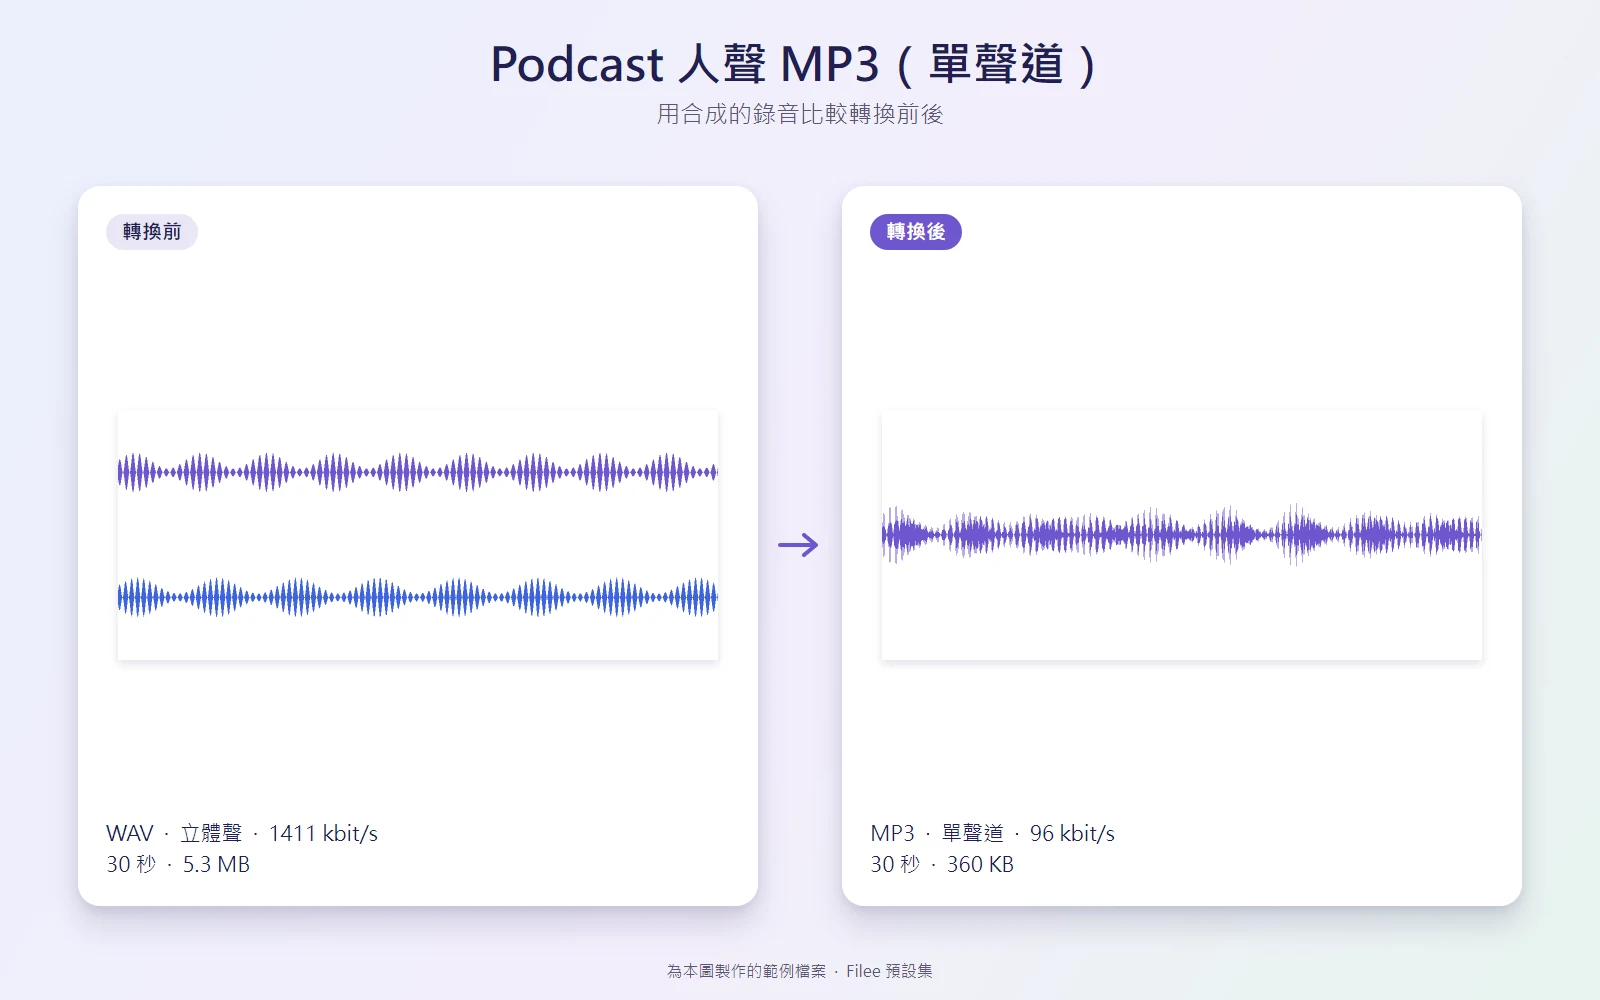 Podcast 人聲 MP3（單聲道）
用合成的錄音比較轉換前後
轉換前
WAV · 立體聲 · 1411 kbit/s
30 秒 · 5.3 MB
轉換後
MP3 · 單聲道 · 96 kbit/s
30 秒 · 360 KB
為本圖製作的範例檔案 · Filee 預設集